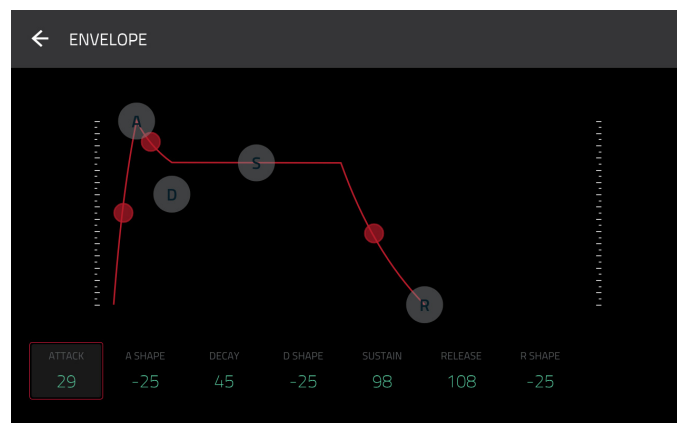 ENVELOPE
A
S
D
R
ATTACK A SHAPE DECAY D SHAPE SUSTAIN RELEASE R SHAPE
29 -25 45 -25 98 108 -25